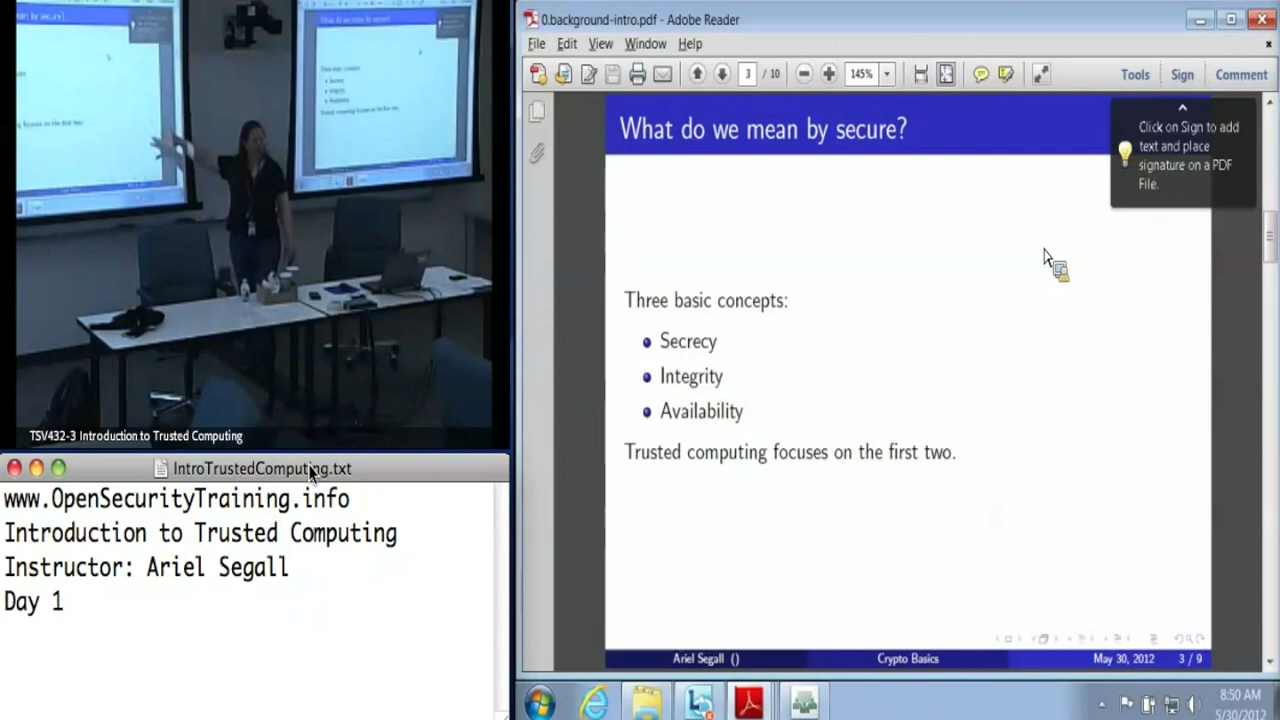 TSV432-3 Introduction to Trusted Computing
IntroTrustedComputing.txt
www.OpenSecurityTraining.info
Introduction to Trusted Computing
Instructor: Ariel Segall
Day 1
0.background-intro.pdf - Adobe Reader
File Edit View Window Help
3 10 145% Tools Sign Comment
What do we mean by secure?
Click on Sign to add
text and place
signature on a PDF
File.
Three basic concepts:
Secrecy
Integrity
Availability
Trusted computing focuses on the first two.
Ariel Segall () Crypto Basics May 30, 2012 3 / 9
8:50 AM
5/30/2012